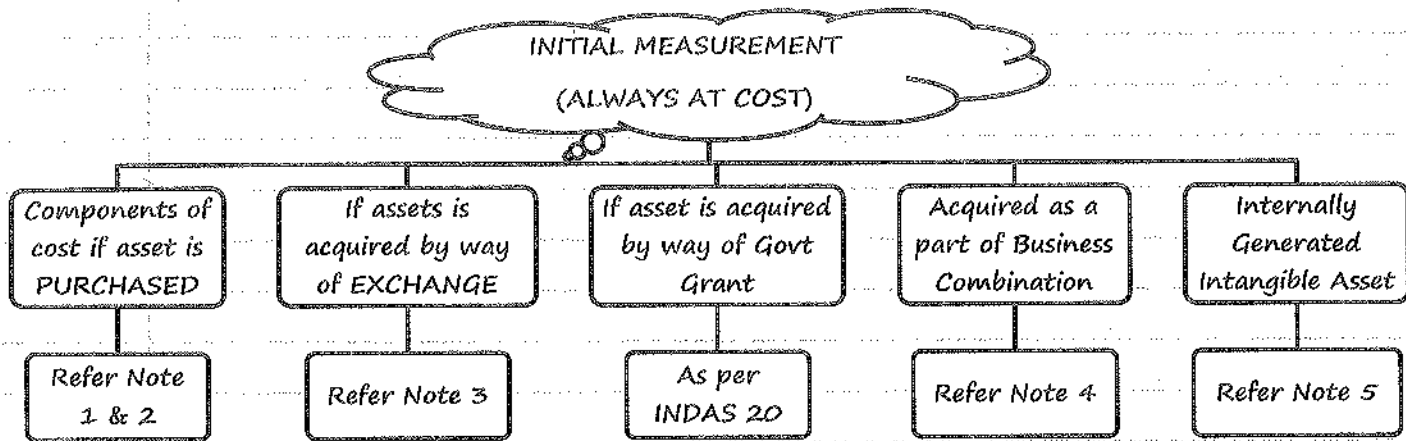 INITIAL MEASUREMENT
(ALWAYS AT COST)
Components of
cost if asset is
PURCHASED
If assets is
acquired by way
of EXCHANGE
If asset is acquired
by way of Govt
Grant
Acquired as a
part of Business
Combination
Internally
Generated
Intangible Asset
Refer Note
1 & 2
Refer Note 3
As per
INDAS 20
Refer Note 4
Refer Note 5